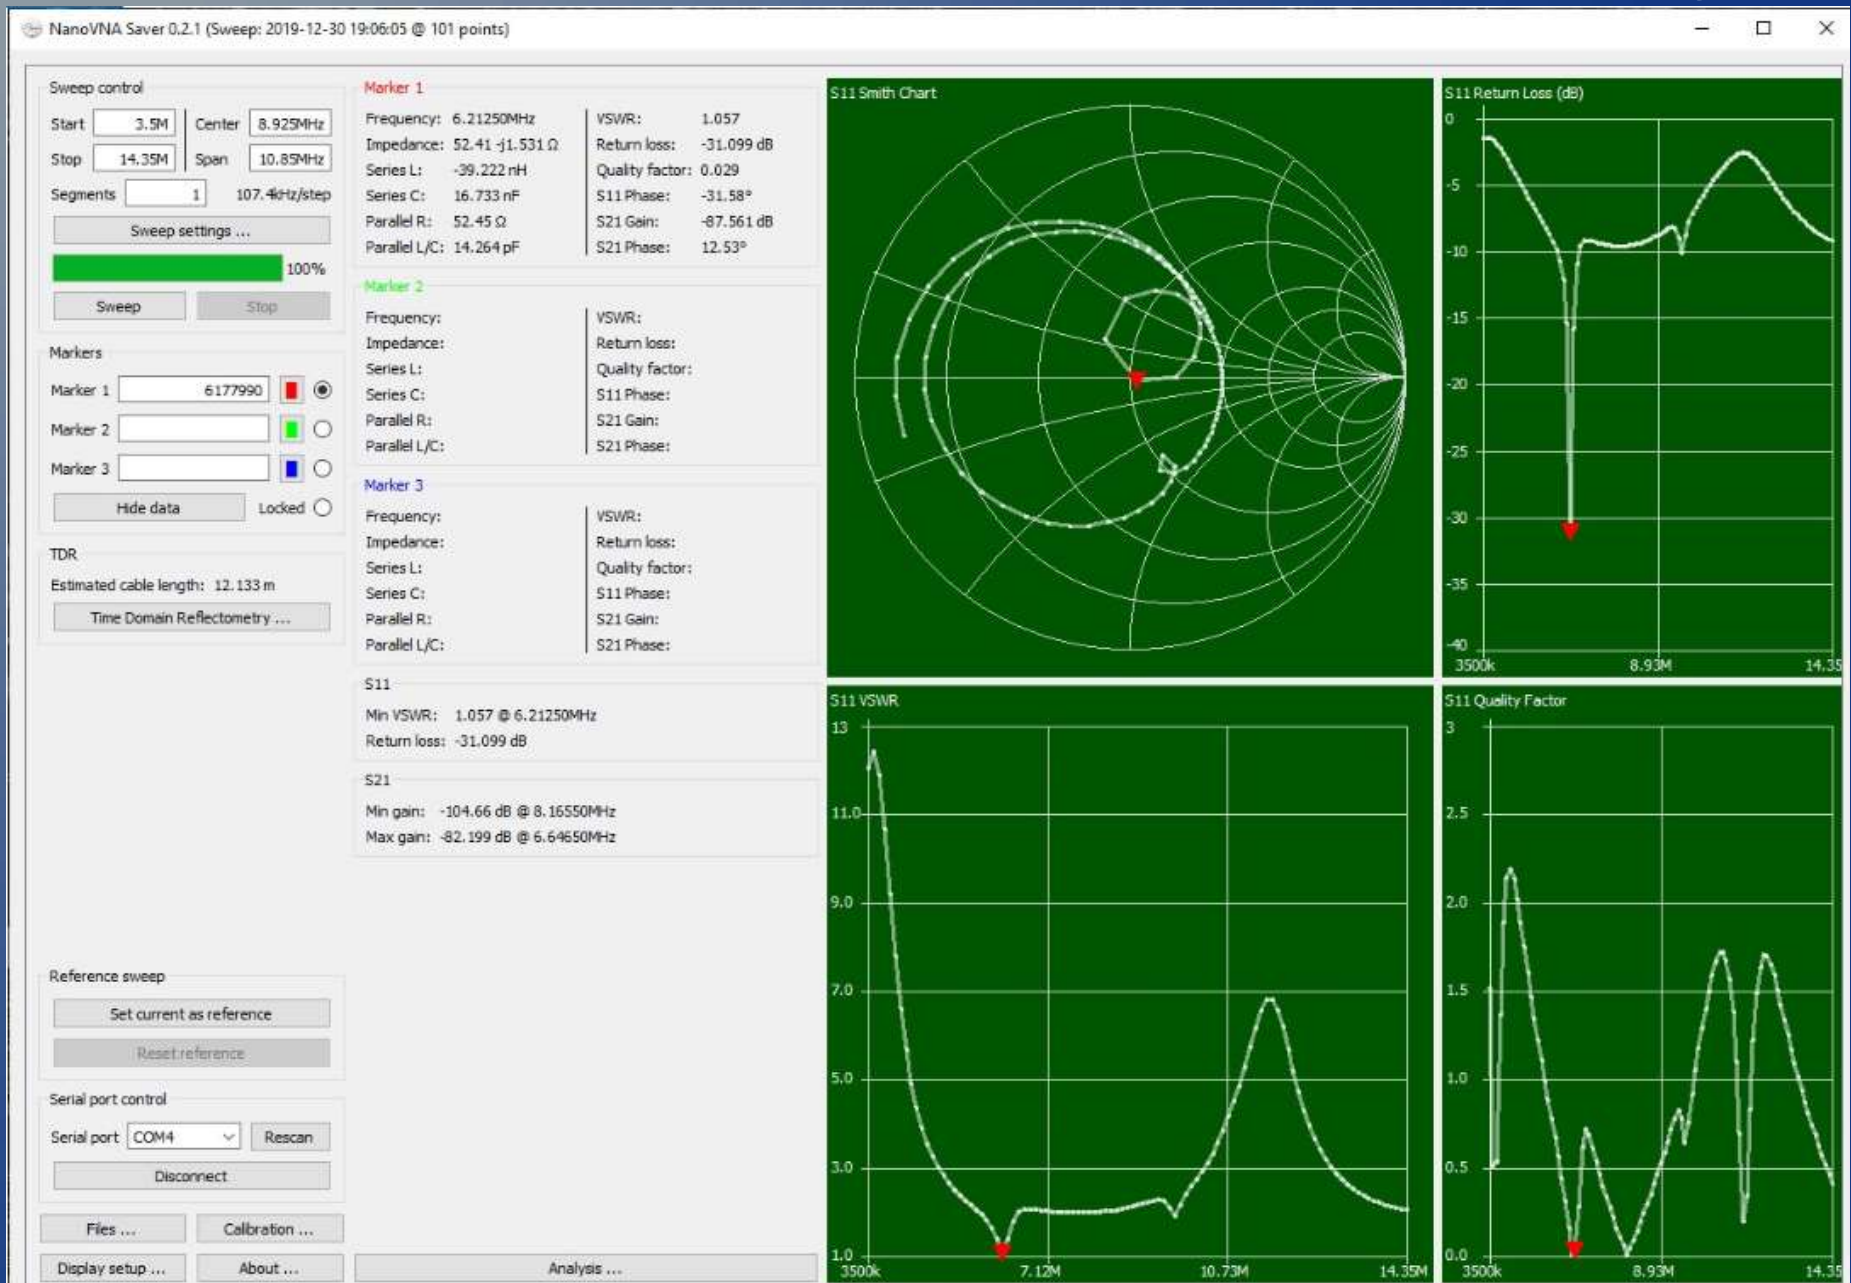 NanoVNA Saver 0.2.1 (Sweep: 2019-12-30 19:06:05 @ 101 points)
Sweep control
Start 3.5M Center 8.925MHz
Stop 14.35M Span 10.85MHz
Segments 1 107.4kHz/step
Sweep settings ...
100%
Sweep Stop
Markers
Marker 1 6177990
Marker 2
Marker 3
Hide data Locked
TDR
Estimated cable length: 12.133 m
Time Domain Reflectometry ...
Reference sweep
Set current as reference
Reset reference
Serial port control
Serial port COM4 Rescan
Disconnect
Files ... Calibration ...
Display setup ... About ...
Marker 1
Frequency: 6.21250MHz VSWR: 1.057
Impedance: 52.41 -j1.531 Ω Return loss: -31.099 dB
Series L: -39.222 nH Quality factor: 0.029
Series C: 16.733 nF S11 Phase: -31.58°
Parallel R: 52.45 Ω S21 Gain: -87.561 dB
Parallel L/C: 14.264 pF S21 Phase: 12.53°
Marker 2
Frequency: VSWR:
Impedance: Return loss:
Series L: Quality factor:
Series C: S11 Phase:
Parallel R: S21 Gain:
Parallel L/C: S21 Phase:
Marker 3
Frequency: VSWR:
Impedance: Return loss:
Series L: Quality factor:
Series C: S11 Phase:
Parallel R: S21 Gain:
Parallel L/C: S21 Phase:
S11
Min VSWR: 1.057 @ 6.21250MHz
Return loss: -31.099 dB
S21
Min gain: -104.66 dB @ 8.16550MHz
Max gain: -82.199 dB @ 6.64650MHz
Analysis ...
S11 Smith Chart
S11 Return Loss (dB)
0
-5
-10
-15
-20
-25
-30
-35
-40
3500k 8.93M 14.35
S11 VSWR
13
11.0
9.0
7.0
5.0
3.0
1.0
3500k 7.12M 10.73M 14.35M
S11 Quality Factor
3
2.5
2.0
1.5
1.0
0.5
0.0
3500k 8.93M 14.35